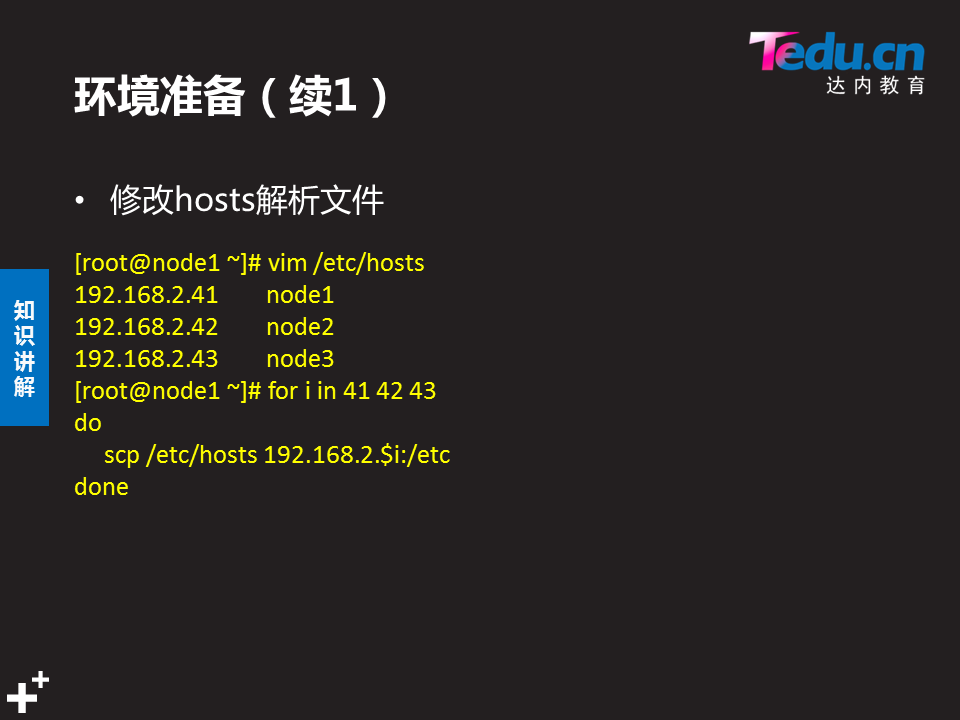 Tedu.cn
达内教育
环境准备（续1）
• 修改hosts解析文件
[root@node1 ~]# vim /etc/hosts
192.168.2.41 node1
192.168.2.42 node2
192.168.2.43 node3
[root@node1 ~]# for i in 41 42 43
do
scp /etc/hosts 192.168.2.$i:/etc
done
知识讲解